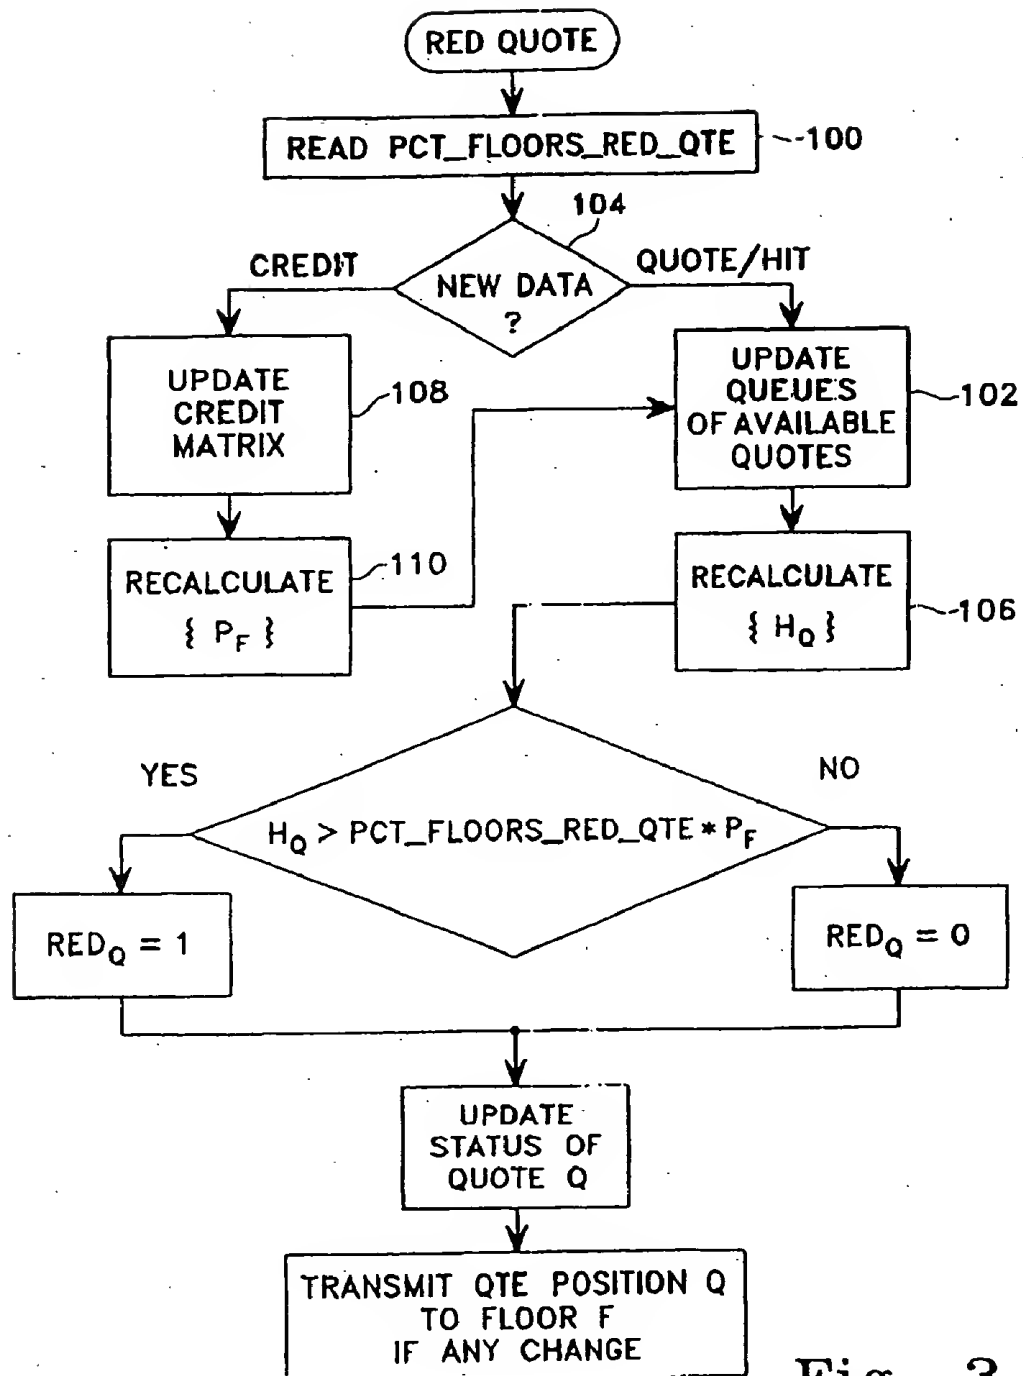 RED QUOTE
READ PCT_FLOORS_RED_QTE
100
104
CREDIT
QUOTE/HIT
NEW DATA
?
UPDATE
CREDIT
MATRIX
108
UPDATE
QUEUES
OF AVAILABLE
QUOTES
102
RECALCULATE
{ P_F }
110
RECALCULATE
{ H_Q }
106
YES
NO
H_Q > PCT_FLOORS_RED_QTE * P_F
RED_Q = 1
RED_Q = 0
UPDATE
STATUS OF
QUOTE Q
TRANSMIT QTE POSITION Q
TO FLOOR F
IF ANY CHANGE
Fig. 3